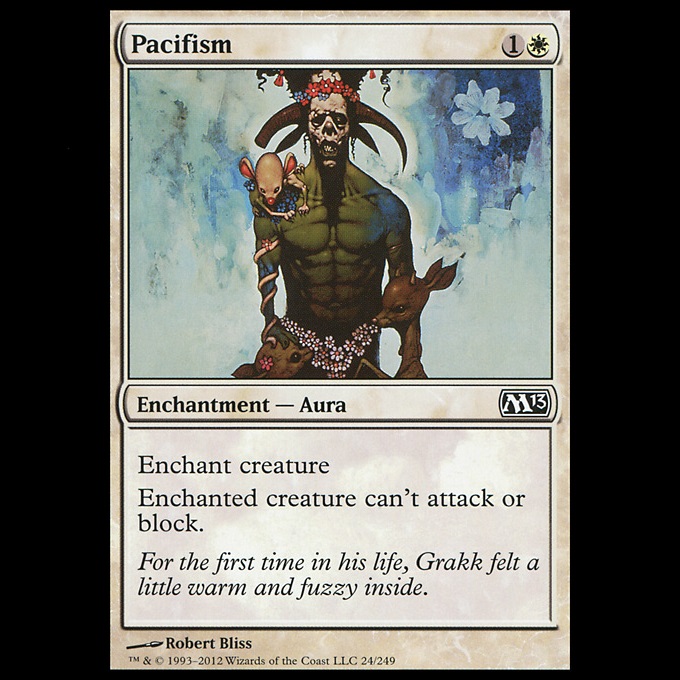 Pacifism 1
Enchantment — Aura M13
Enchant creature
Enchanted creature can't attack or
block.
For the first time in his life, Grakk felt a
little warm and fuzzy inside.
Robert Bliss
™ & © 1993–2012 Wizards of the Coast LLC 24/249